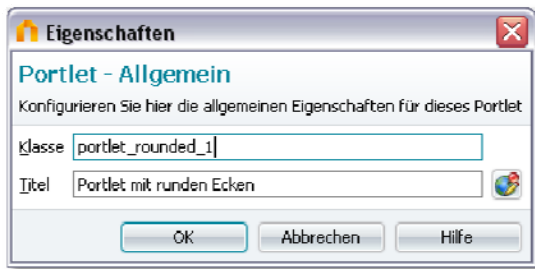 Eigenschaften
Portlet - Allgemein
Konfigurieren Sie hier die allgemeinen Eigenschaften für dieses Portlet
Klasse portlet_rounded_1
Titel Portlet mit runden Ecken
OK Abbrechen Hilfe